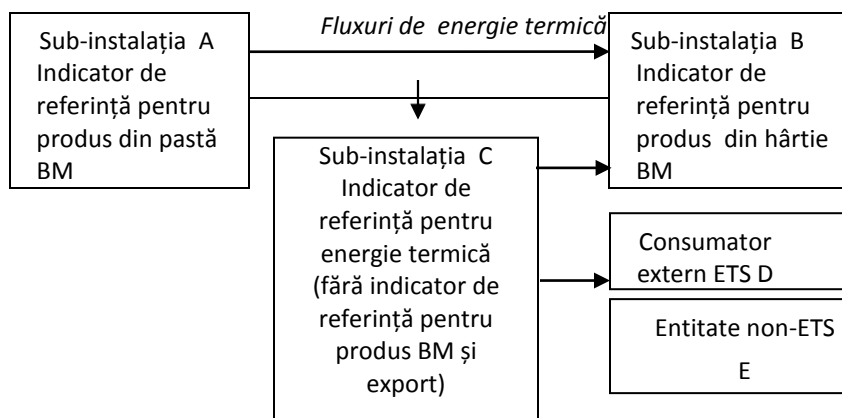 Sub-instalația A
Indicator de
referință pentru
produs din pastă
BM
Fluxuri de energie termică
Sub-instalația B
Indicator de
referință pentru
produs din hârtie
BM
Sub-instalația C
Indicator de
referință pentru
energie termică
(fără indicator de
referință pentru
produs BM și
export)
Consumator
extern ETS D
Entitate non-ETS
E